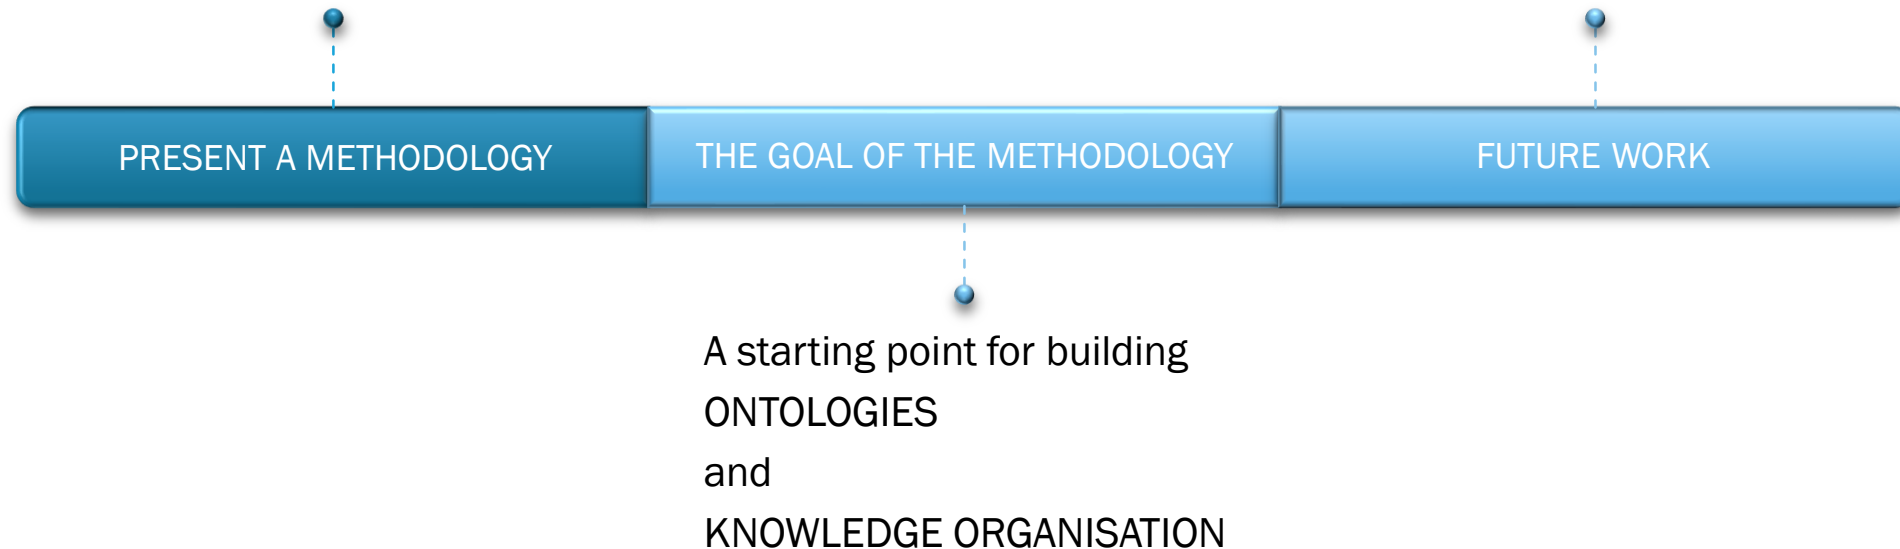 PRESENT A METHODOLOGY
THE GOAL OF THE METHODOLOGY
FUTURE WORK
A starting point for building
ONTOLOGIES
and
KNOWLEDGE ORGANISATION